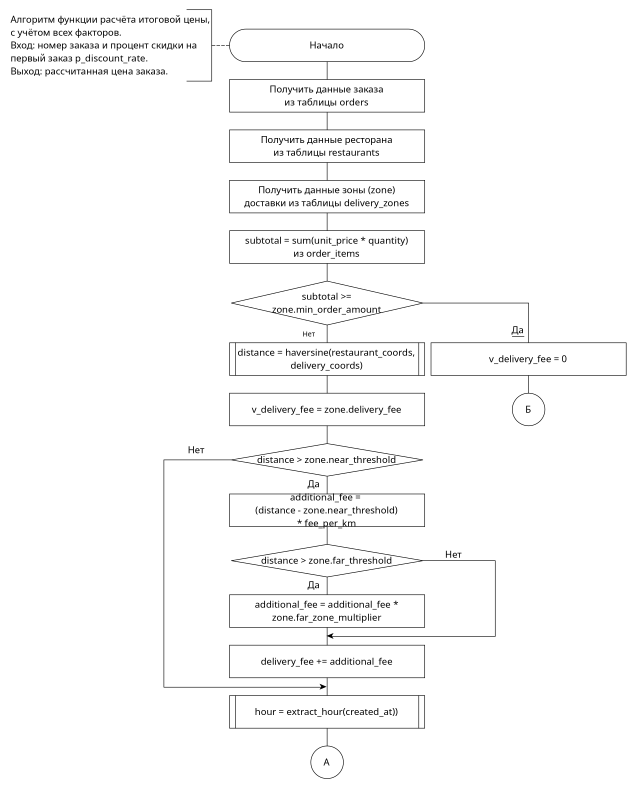 Алгоритм функции расчёта итоговой цены,
с учётом всех факторов.
Вход: номер заказа и процент скидки на
первый заказ p_discount_rate.
Выход: рассчитанная цена заказа.
Начало
Получить данные заказа
из таблицы orders
Получить данные ресторана
из таблицы restaurants
Получить данные зоны (zone)
доставки из таблицы delivery_zones
subtotal = sum(unit_price * quantity)
из order_items
subtotal >=
zone.min_order_amount
Да
Нет
distance = haversine(restaurant_coords,
delivery_coords)
v_delivery_fee = 0
v_delivery_fee = zone.delivery_fee
Б
Нет
distance > zone.near_threshold
Да
additional_fee =
(distance - zone.near_threshold)
* fee_per_km
distance > zone.far_threshold
Нет
Да
additional_fee = additional_fee *
zone.far_zone_multiplier
delivery_fee += additional_fee
hour = extract_hour(created_at))
А